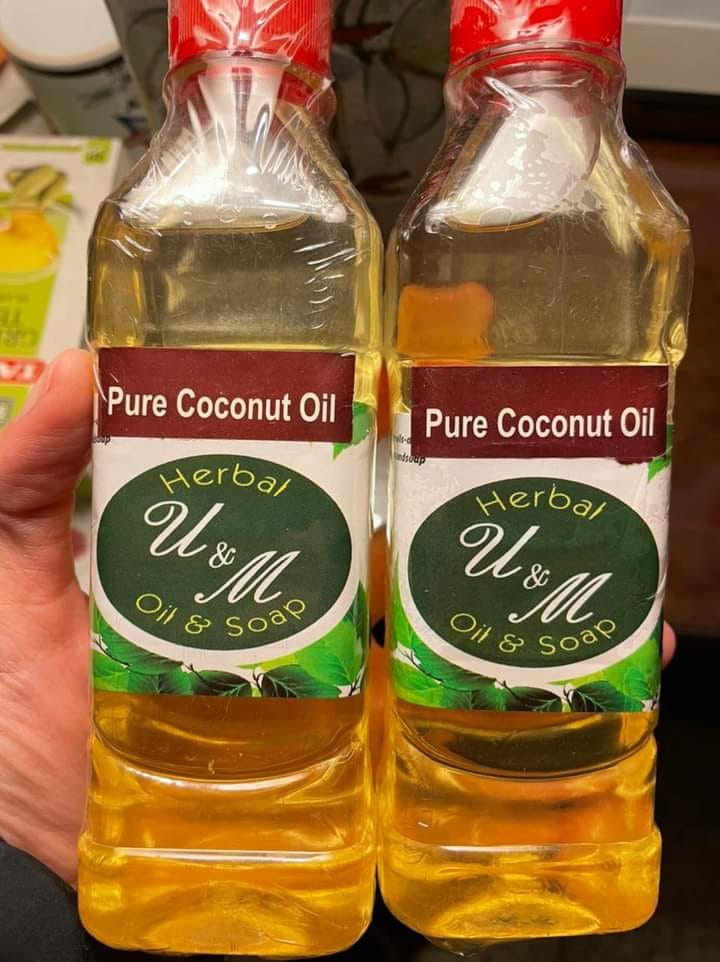 Pure Coconut Oil
Herbal
U & M
Oil & Soap
Pure Coconut Oil
Herbal
U & M
Oil & Soap